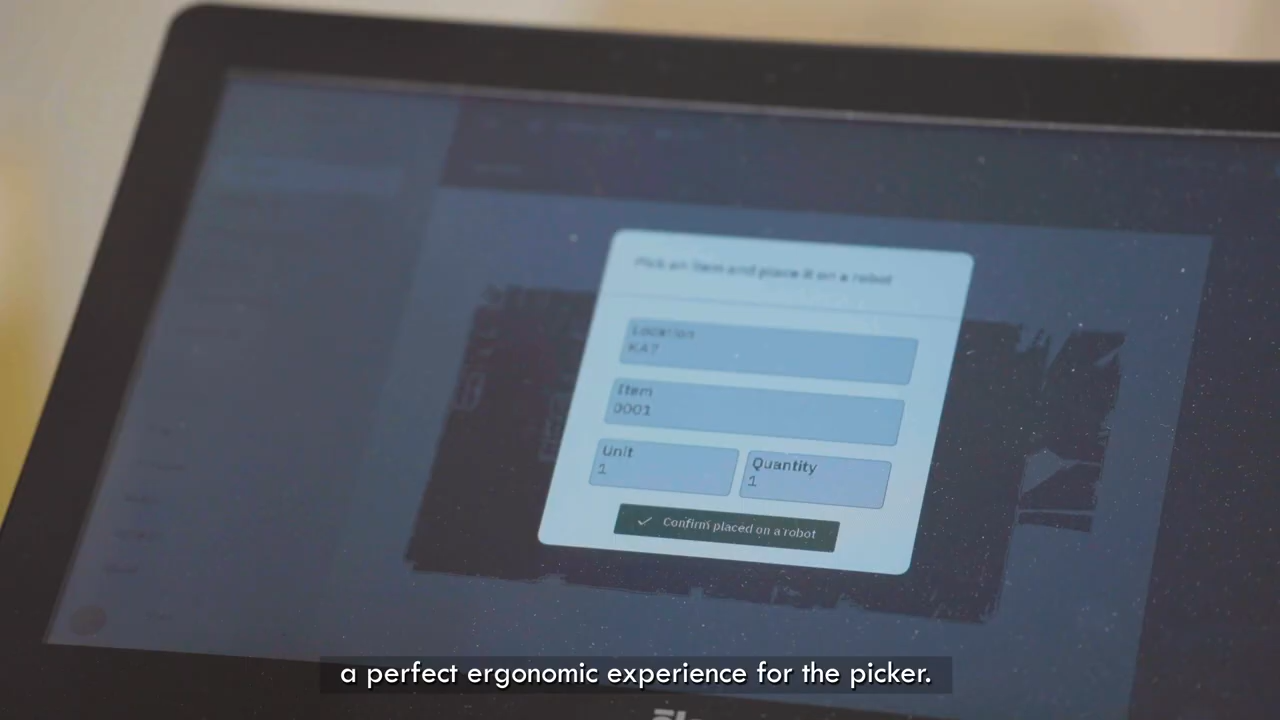 Pick an item and place it on a robot
Location
KA7
Item
0001
Unit
1
Quantity
1
✓ Confirm placed on a robot
a perfect ergonomic experience for the picker.